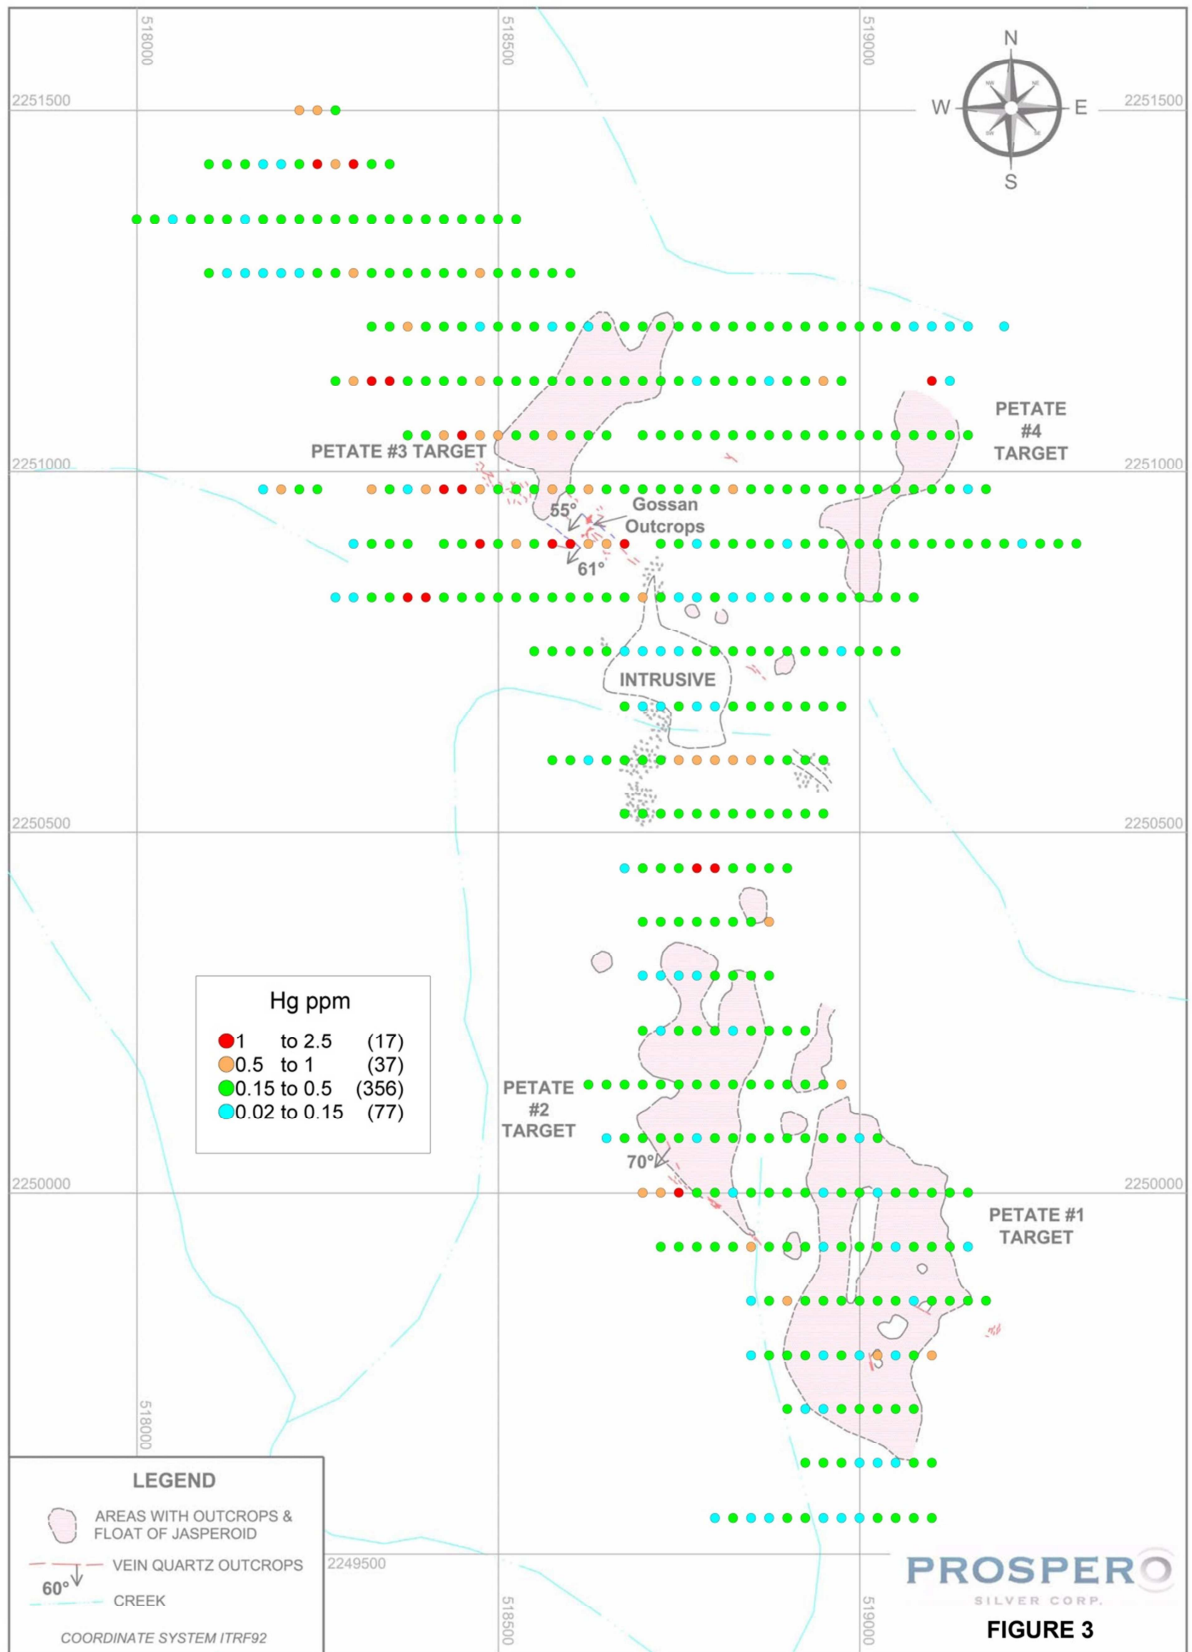 518000
518500
519000
N
2251500
W
E
2251500
S
PETATE
#4
TARGET
PETATE #3 TARGET
2251000
2251000
55°
Gossan
Outcrops
61°
INTRUSIVE
2250500
2250500
Hg ppm
1 to 2.5 (17)
0.5 to 1 (37)
0.15 to 0.5 (356)
0.02 to 0.15 (77)
PETATE
#2
TARGET
70°
2250000
2250000
PETATE #1
TARGET
518000
LEGEND
AREAS WITH OUTCROPS &
FLOAT OF JASPEROID
VEIN QUARTZ OUTCROPS
60°
CREEK
COORDINATE SYSTEM ITRF92
2249500
518500
519000
PROSPERO
SILVER CORP.
FIGURE 3